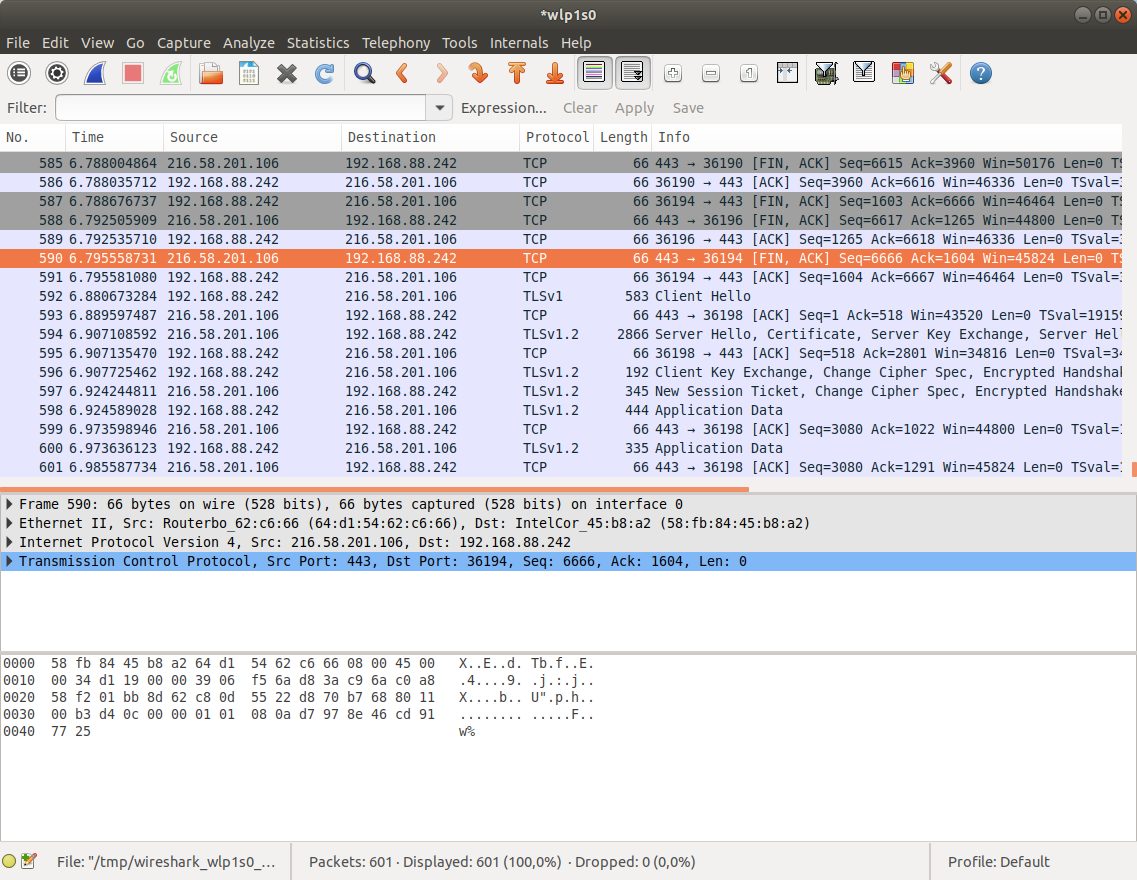 *wlp1s0
File Edit View Go Capture Analyze Statistics Telephony Tools Internals Help
Filter: Expression... Clear Apply Save
No. Time Source Destination Protocol Length Info
585 6.788004864 216.58.201.106 192.168.88.242 TCP 66 443 → 36190 [FIN, ACK] Seq=6615 Ack=3960 Win=50176 Len=0 TS
586 6.788035712 192.168.88.242 216.58.201.106 TCP 66 36190 → 443 [ACK] Seq=3960 Ack=6616 Win=46336 Len=0 TSval=3
587 6.788676737 192.168.88.242 216.58.201.106 TCP 66 36194 → 443 [FIN, ACK] Seq=1603 Ack=6666 Win=46464 Len=0 TS
588 6.792505909 216.58.201.106 192.168.88.242 TCP 66 443 → 36196 [FIN, ACK] Seq=6617 Ack=1265 Win=44800 Len=0 TS
589 6.792535710 192.168.88.242 216.58.201.106 TCP 66 36196 → 443 [ACK] Seq=1265 Ack=6618 Win=46336 Len=0 TSval=3
590 6.795558731 216.58.201.106 192.168.88.242 TCP 66 443 → 36194 [FIN, ACK] Seq=6666 Ack=1604 Win=45824 Len=0 TS
591 6.795581080 192.168.88.242 216.58.201.106 TCP 66 36194 → 443 [ACK] Seq=1604 Ack=6667 Win=46464 Len=0 TSval=3
592 6.880673284 192.168.88.242 216.58.201.106 TLSv1 583 Client Hello
593 6.889597487 216.58.201.106 192.168.88.242 TCP 66 443 → 36198 [ACK] Seq=1 Ack=518 Win=43520 Len=0 TSval=19159
594 6.907108592 216.58.201.106 192.168.88.242 TLSv1.2 2866 Server Hello, Certificate, Server Key Exchange, Server Hel
595 6.907135470 192.168.88.242 216.58.201.106 TCP 66 36198 → 443 [ACK] Seq=518 Ack=2801 Win=34816 Len=0 TSval=34
596 6.907725462 192.168.88.242 216.58.201.106 TLSv1.2 192 Client Key Exchange, Change Cipher Spec, Encrypted Handshak
597 6.924244811 216.58.201.106 192.168.88.242 TLSv1.2 345 New Session Ticket, Change Cipher Spec, Encrypted Handshake
598 6.924589028 192.168.88.242 216.58.201.106 TLSv1.2 444 Application Data
599 6.973598946 216.58.201.106 192.168.88.242 TCP 66 443 → 36198 [ACK] Seq=3080 Ack=1022 Win=44800 Len=0 TSval=1
600 6.973636123 192.168.88.242 216.58.201.106 TLSv1.2 335 Application Data
601 6.985587734 216.58.201.106 192.168.88.242 TCP 66 443 → 36198 [ACK] Seq=3080 Ack=1291 Win=45824 Len=0 TSval=1
Frame 590: 66 bytes on wire (528 bits), 66 bytes captured (528 bits) on interface 0
Ethernet II, Src: Routerbo_62:c6:66 (64:d1:54:62:c6:66), Dst: IntelCor_45:b8:a2 (58:fb:84:45:b8:a2)
Internet Protocol Version 4, Src: 216.58.201.106, Dst: 192.168.88.242
Transmission Control Protocol, Src Port: 443, Dst Port: 36194, Seq: 6666, Ack: 1604, Len: 0
0000 58 fb 84 45 b8 a2 64 d1 54 62 c6 66 08 00 45 00 X..E..d. Tb.f..E.
0010 00 34 d1 19 00 00 39 06 f5 6a d8 3a c9 6a c0 a8 .4....9. .j.:.j..
0020 58 f2 01 bb 8d 62 c8 0d 55 22 d8 70 b7 68 80 11 X....b.. U".p.h..
0030 00 b3 d4 0c 00 00 01 01 08 0a d7 97 8e 46 cd 91 ........ .....F..
0040 77 25 w%
File: "/tmp/wireshark_wlp1s0_... Packets: 601 · Displayed: 601 (100,0%) · Dropped: 0 (0,0%) Profile: Default